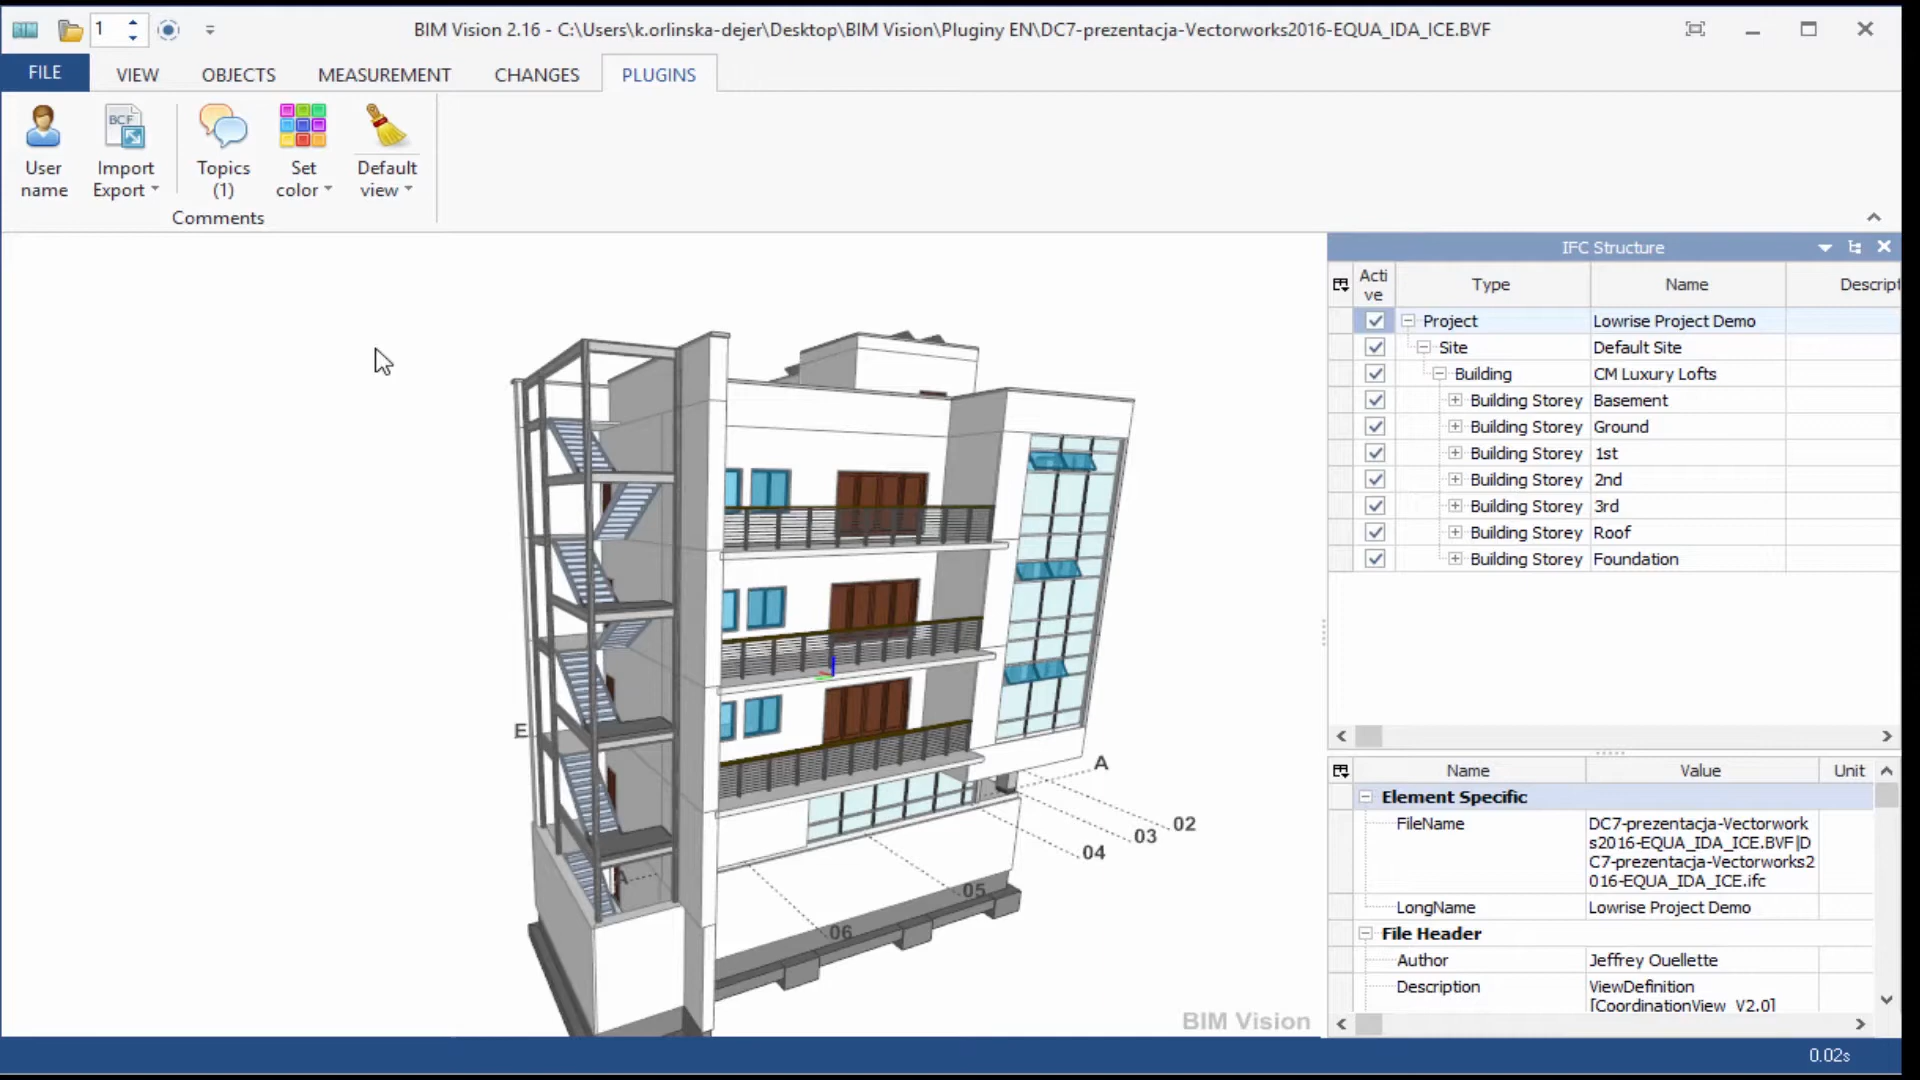 1
BIM Vision 2.16 - C:\Users\k.orlinska-dejer\Desktop\BIM Vision\Pluginy EN\DC7-prezentacja-Vectorworks2016-EQUA_IDA_ICE.BVF
FILE VIEW OBJECTS MEASUREMENT CHANGES PLUGINS
BCF
User name
Import Export
Topics (1)
Set color
Default view
Comments
IFC Structure
Active Type Name Descript
Project Lowrise Project Demo
Site Default Site
Building CM Luxury Lofts
Building Storey Basement
Building Storey Ground
Building Storey 1st
Building Storey 2nd
Building Storey 3rd
Building Storey Roof
Building Storey Foundation
E
A
02
03
04
A
05
06
BIM Vision
Name Value Unit
Element Specific
FileName DC7-prezentacja-Vectorwork
s2016-EQUA_IDA_ICE.BVF|D
C7-prezentacja-Vectorworks2
016-EQUA_IDA_ICE.ifc
LongName Lowrise Project Demo
File Header
Author Jeffrey Ouellette
Description ViewDefinition
[CoordinationView_V2.0]
0.02s